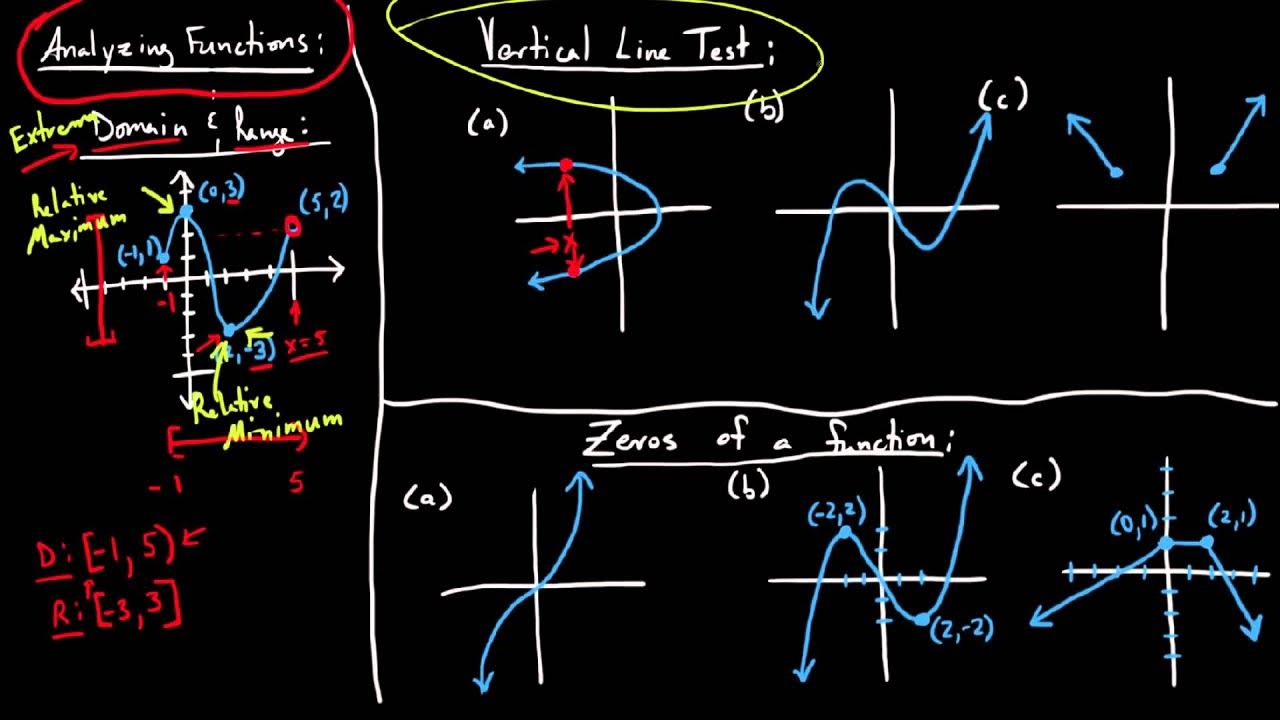 Analyzing Functions:
Extrema
Domain & Range:
Relative
Maximum
(0,3)
(5,2)
(-1,1)
-1
(2,-3)
x=5
Relative
Minimum
-1 5
D: [-1, 5)
R: [-3, 3]
Vertical Line Test:
(a)
x
(b)
(c)
Zeros of a function:
(a)
(b)
(-2,2)
(2,-2)
(c)
(0,1)
(2,1)